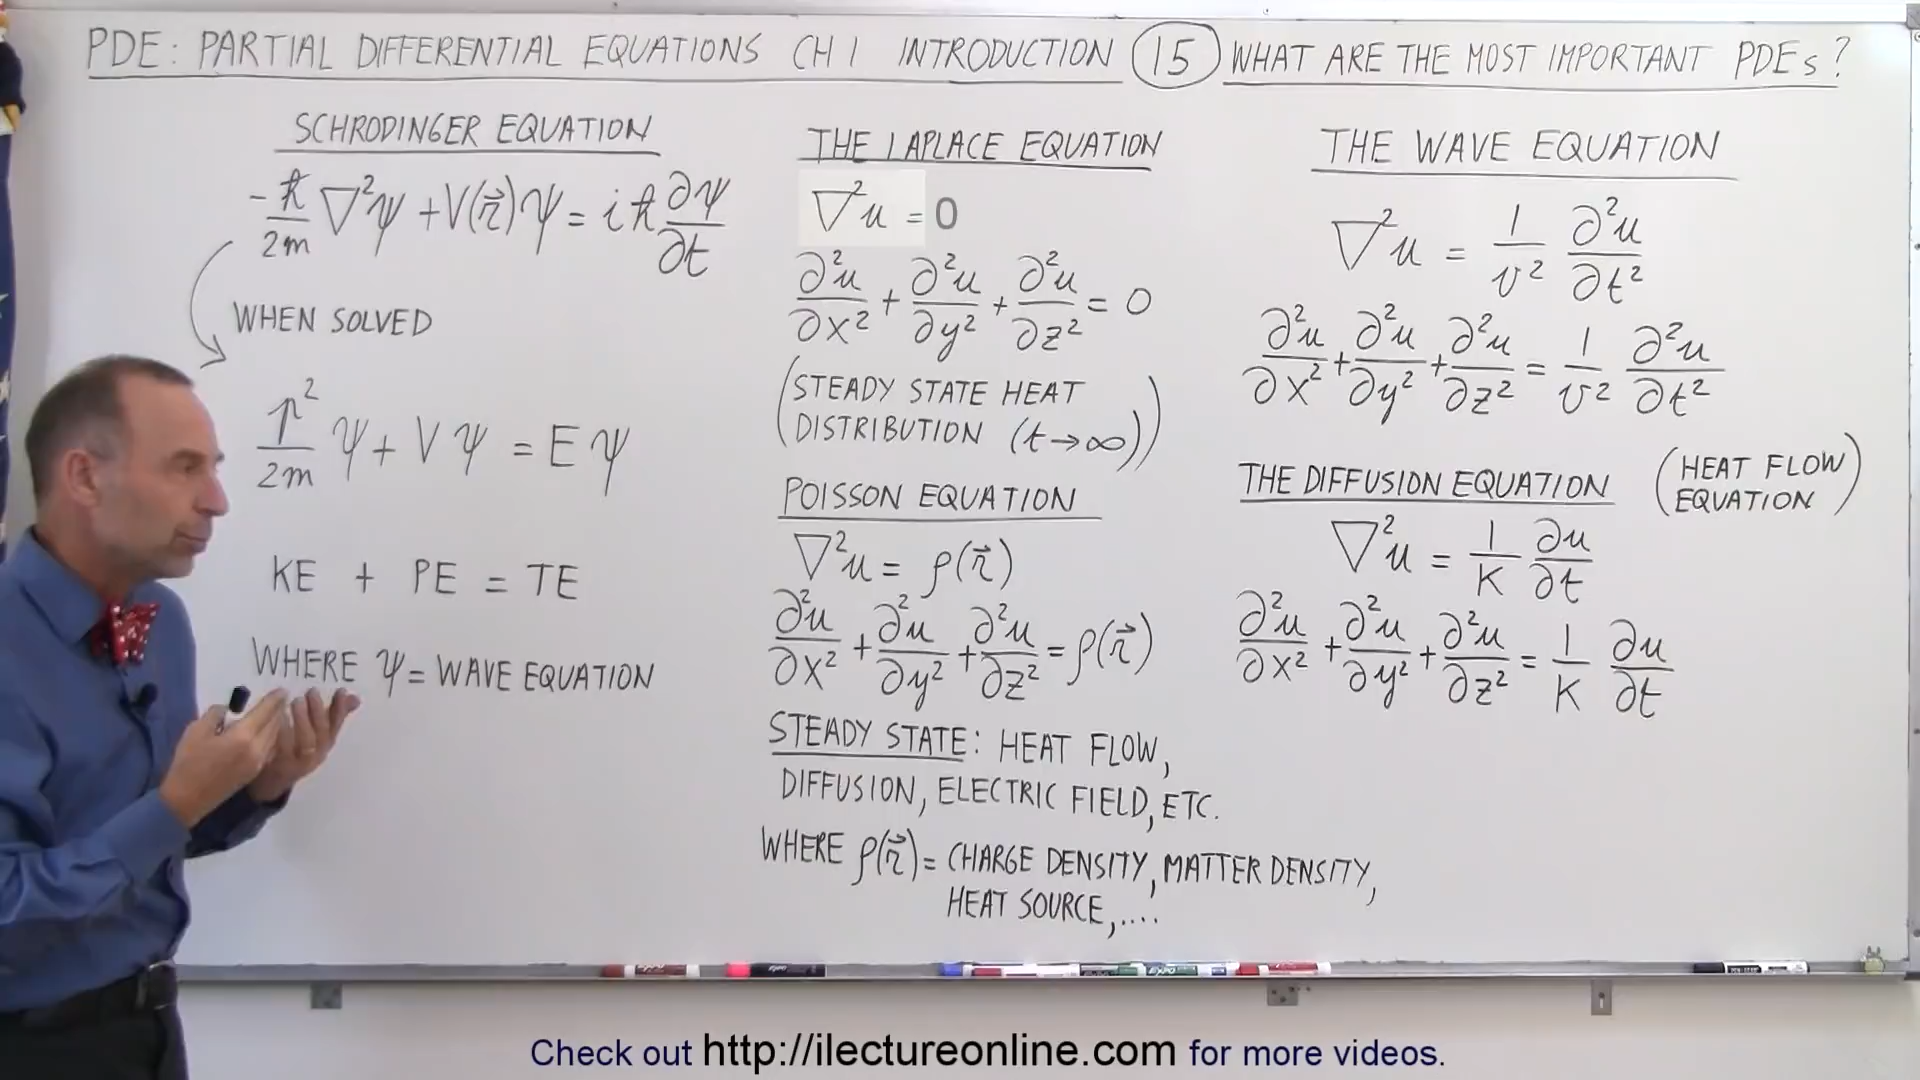 PDE: PARTIAL DIFFERENTIAL EQUATIONS CH 1 INTRODUCTION 15 WHAT ARE THE MOST IMPORTANT PDEs?
SCHRODINGER EQUATION
-ℏ/2m ∇²ψ + V(r⃗)ψ = iℏ ∂ψ/∂t
WHEN SOLVED
p²/2m ψ + Vψ = Eψ
KE + PE = TE
WHERE ψ = WAVE EQUATION
THE LAPLACE EQUATION
∇²u = 0
∂²u/∂x² + ∂²u/∂y² + ∂²u/∂z² = 0
(STEADY STATE HEAT
DISTRIBUTION (t→∞))
POISSON EQUATION
∇²u = ρ(r⃗)
∂²u/∂x² + ∂²u/∂y² + ∂²u/∂z² = ρ(r⃗)
STEADY STATE: HEAT FLOW,
DIFFUSION, ELECTRIC FIELD, ETC.
WHERE ρ(r⃗) = CHARGE DENSITY, MATTER DENSITY,
HEAT SOURCE, ....
THE WAVE EQUATION
∇²u = 1/v² ∂²u/∂t²
∂²u/∂x² + ∂²u/∂y² + ∂²u/∂z² = 1/v² ∂²u/∂t²
THE DIFFUSION EQUATION (HEAT FLOW
EQUATION)
∇²u = 1/K ∂u/∂t
∂²u/∂x² + ∂²u/∂y² + ∂²u/∂z² = 1/K ∂u/∂t
Check out http://ilectureonline.com for more videos.